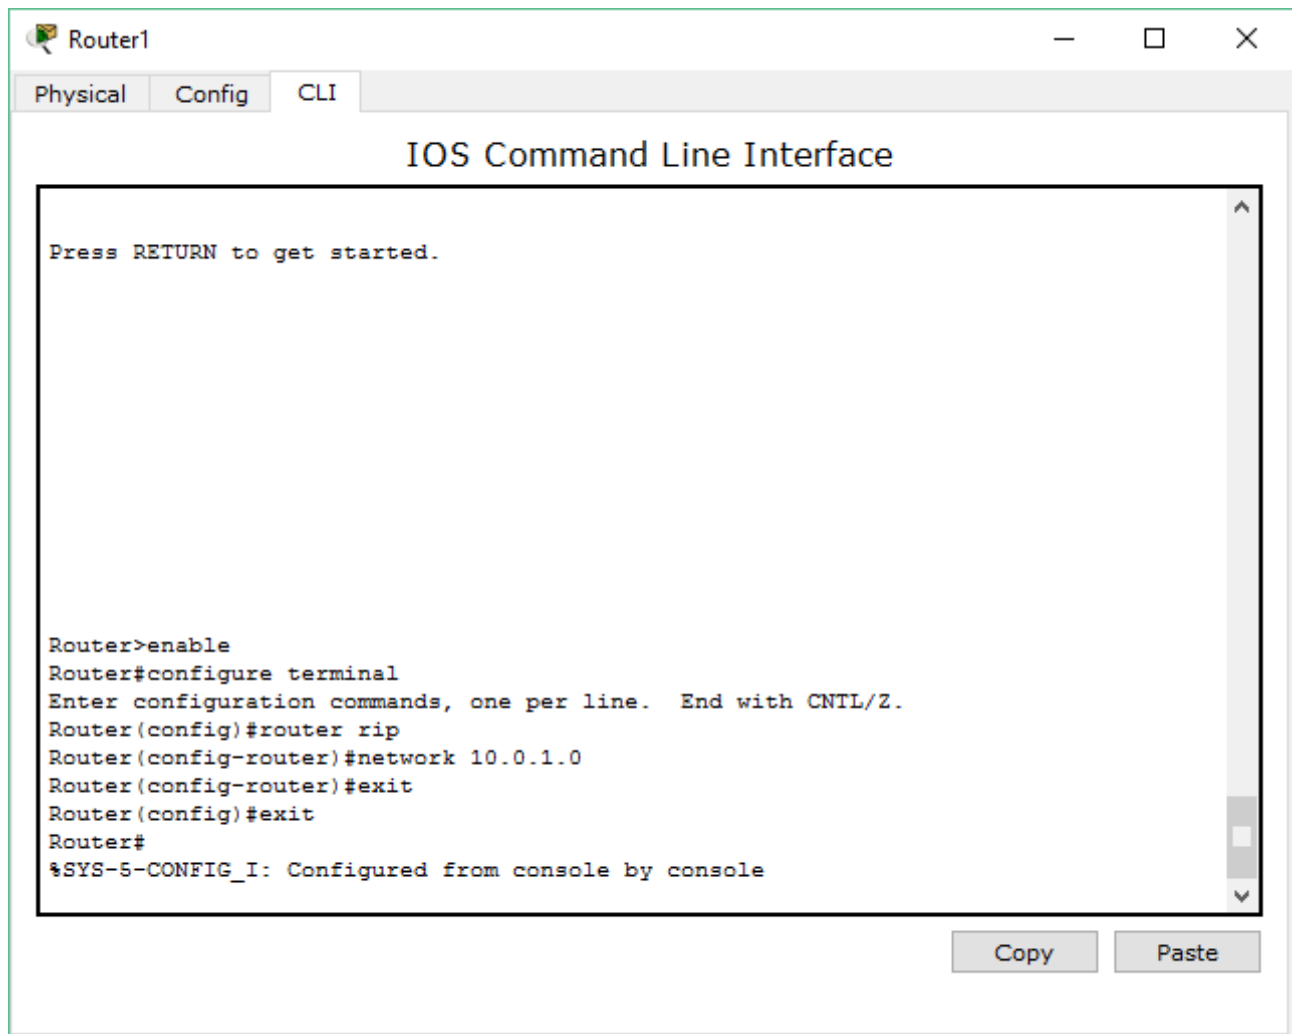 Router1
Physical Config CLI
IOS Command Line Interface
Press RETURN to get started.
Router>enable
Router#configure terminal
Enter configuration commands, one per line.  End with CNTL/Z.
Router(config)#router rip
Router(config-router)#network 10.0.1.0
Router(config-router)#exit
Router(config)#exit
Router#
%SYS-5-CONFIG_I: Configured from console by console
Copy Paste